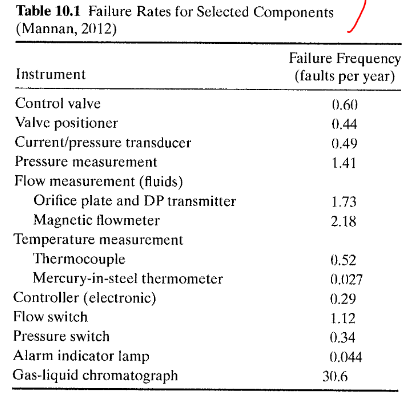 Table 10.1 Failure Rates for Selected Components
(Mannan, 2012)
Failure Frequency
Instrument (faults per year)
Control valve 0.60
Valve positioner 0.44
Current/pressure transducer 0.49
Pressure measurement 1.41
Flow measurement (fluids)
Orifice plate and DP transmitter 1.73
Magnetic flowmeter 2.18
Temperature measurement
Thermocouple 0.52
Mercury-in-steel thermometer 0.027
Controller (electronic) 0.29
Flow switch 1.12
Pressure switch 0.34
Alarm indicator lamp 0.044
Gas-liquid chromatograph 30.6